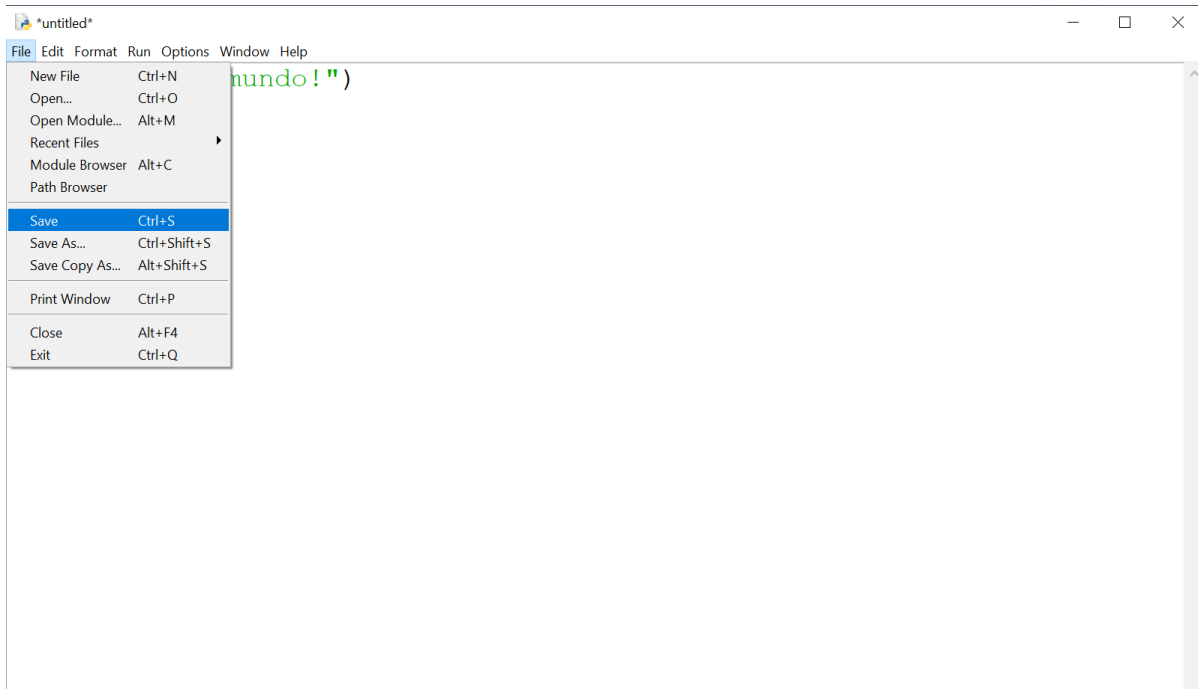 *untitled*
File Edit Format Run Options Window Help
mundo!")
New File Ctrl+N
Open... Ctrl+O
Open Module... Alt+M
Recent Files
Module Browser Alt+C
Path Browser
Save Ctrl+S
Save As... Ctrl+Shift+S
Save Copy As... Alt+Shift+S
Print Window Ctrl+P
Close Alt+F4
Exit Ctrl+Q